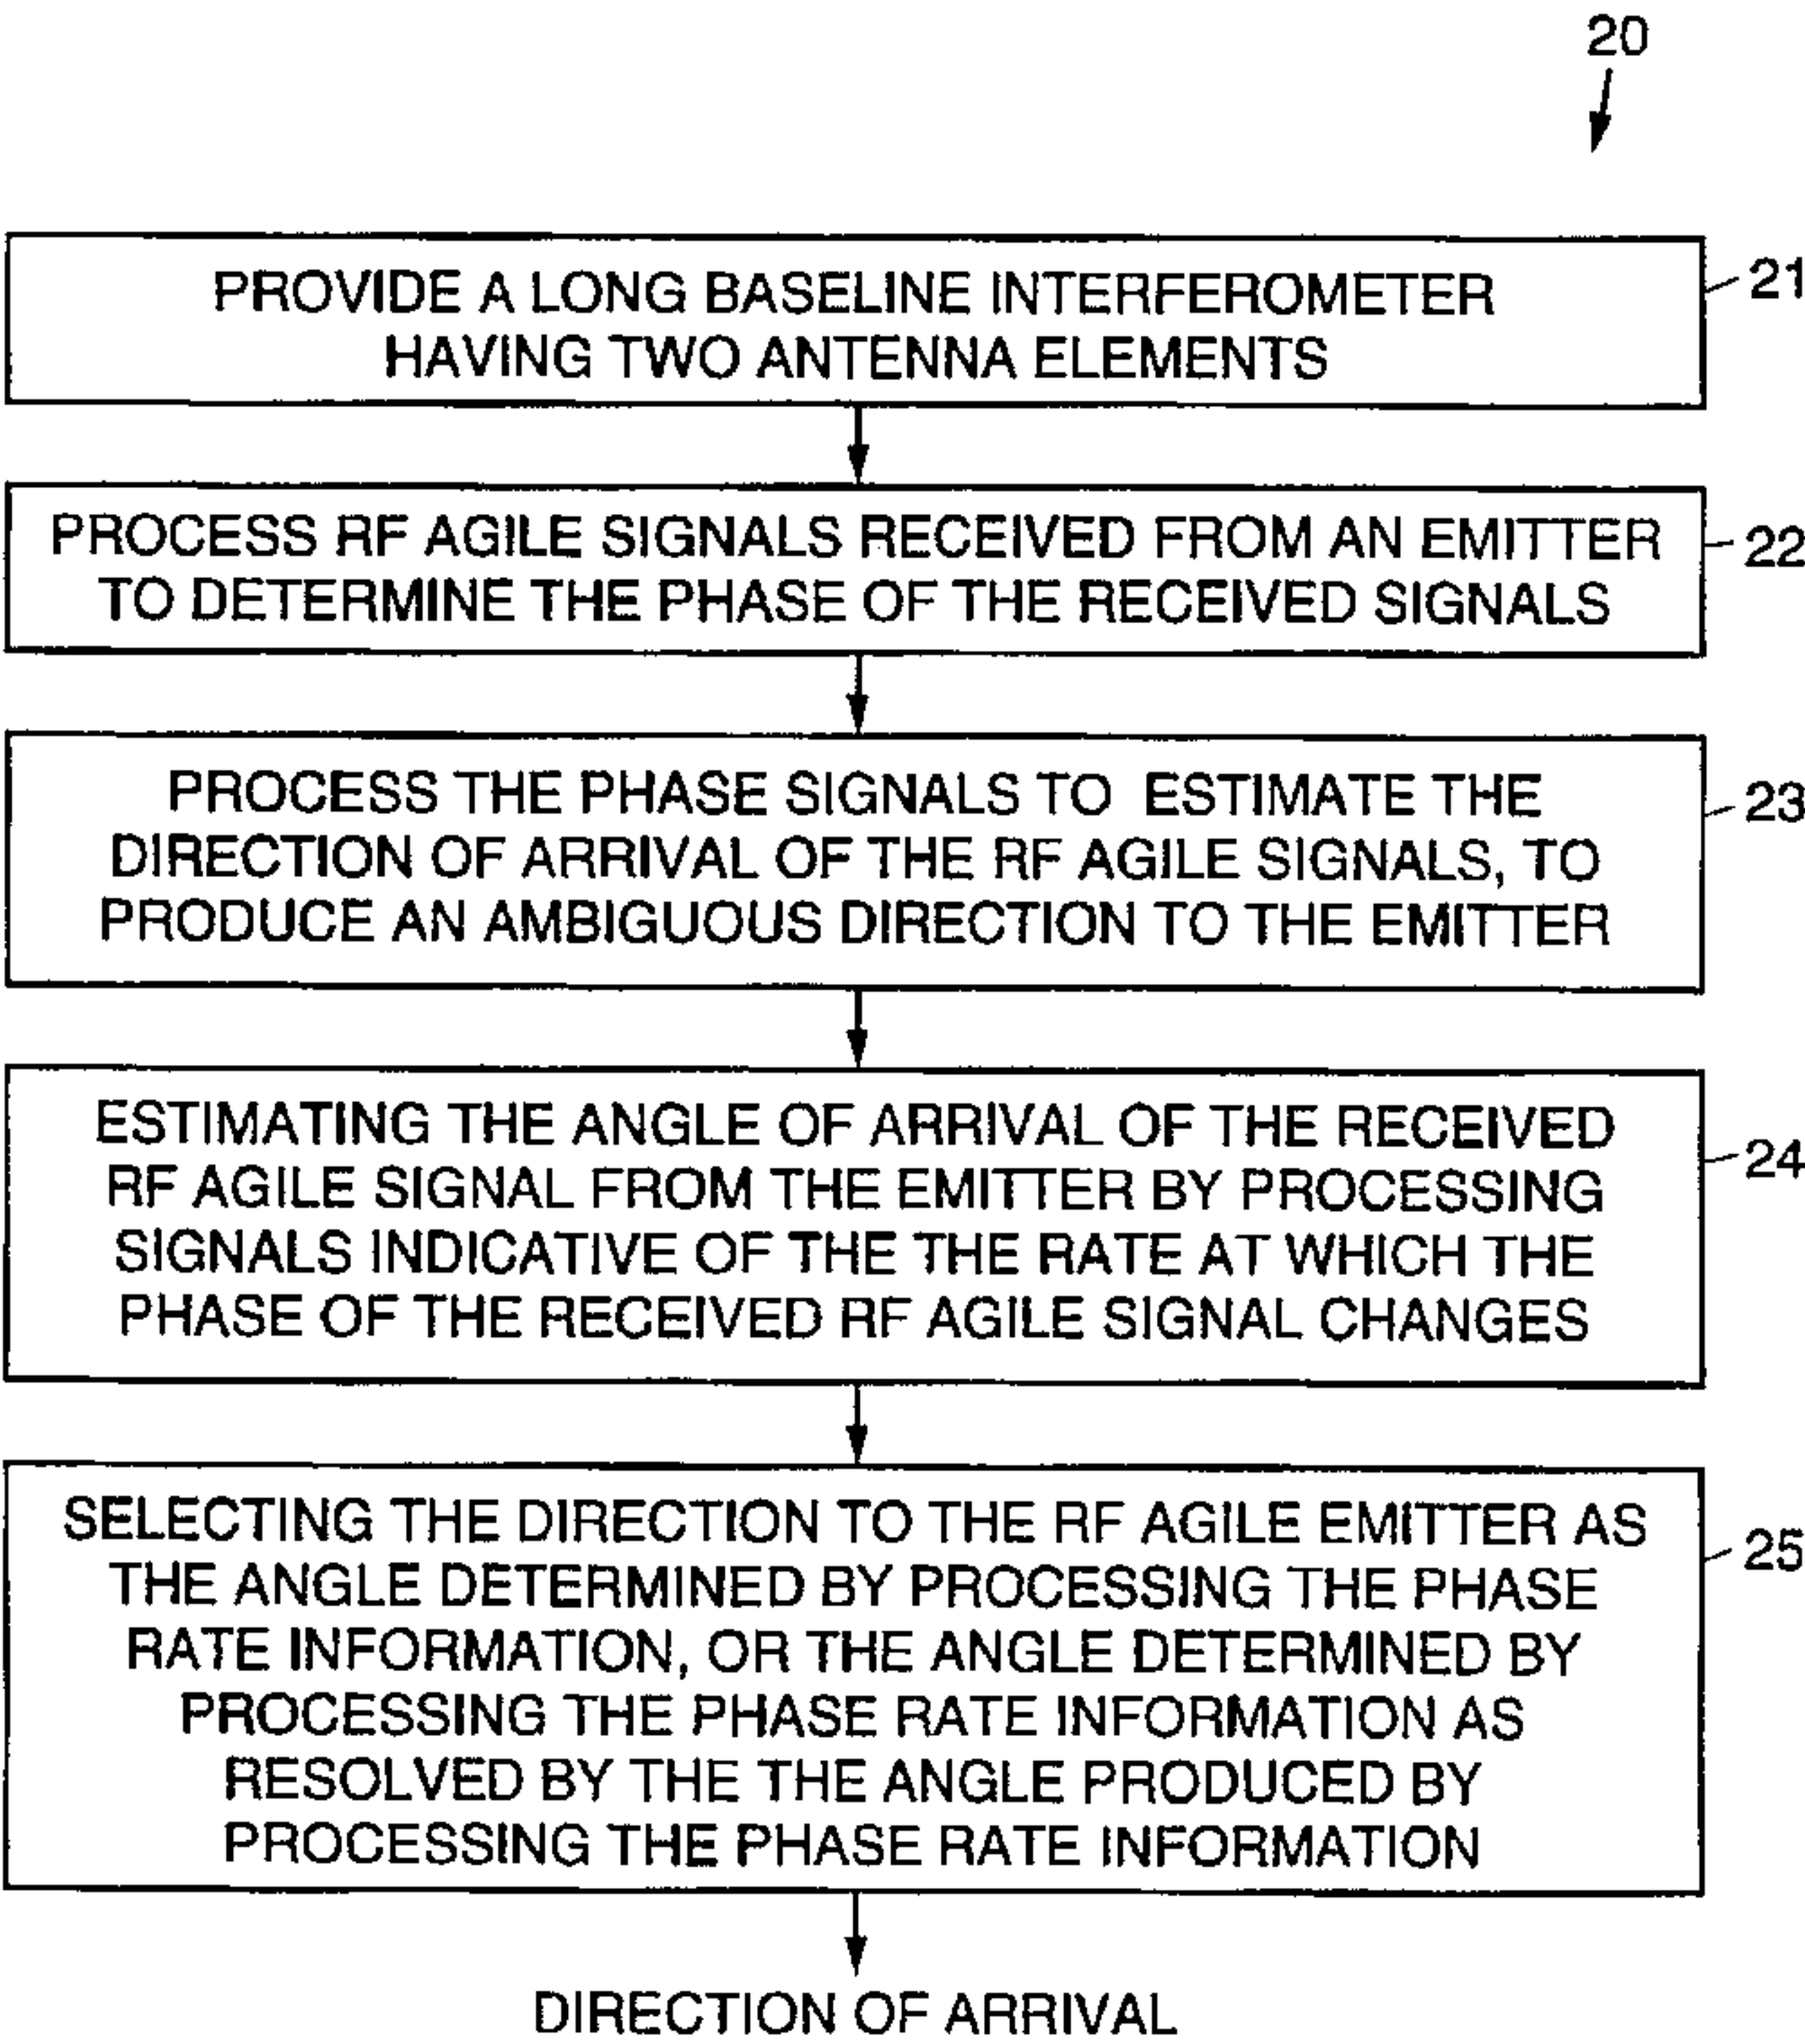 20
PROVIDE A LONG BASELINE INTERFEROMETER
HAVING TWO ANTENNA ELEMENTS
21
PROCESS RF AGILE SIGNALS RECEIVED FROM AN EMITTER
TO DETERMINE THE PHASE OF THE RECEIVED SIGNALS
22
PROCESS THE PHASE SIGNALS TO ESTIMATE THE
DIRECTION OF ARRIVAL OF THE RF AGILE SIGNALS, TO
PRODUCE AN AMBIGUOUS DIRECTION TO THE EMITTER
23
ESTIMATING THE ANGLE OF ARRIVAL OF THE RECEIVED
RF AGILE SIGNAL FROM THE EMITTER BY PROCESSING
SIGNALS INDICATIVE OF THE THE RATE AT WHICH THE
PHASE OF THE RECEIVED RF AGILE SIGNAL CHANGES
24
SELECTING THE DIRECTION TO THE RF AGILE EMITTER AS
THE ANGLE DETERMINED BY PROCESSING THE PHASE
RATE INFORMATION, OR THE ANGLE DETERMINED BY
PROCESSING THE PHASE RATE INFORMATION AS
RESOLVED BY THE THE ANGLE PRODUCED BY
PROCESSING THE PHASE RATE INFORMATION
25
DIRECTION OF ARRIVAL